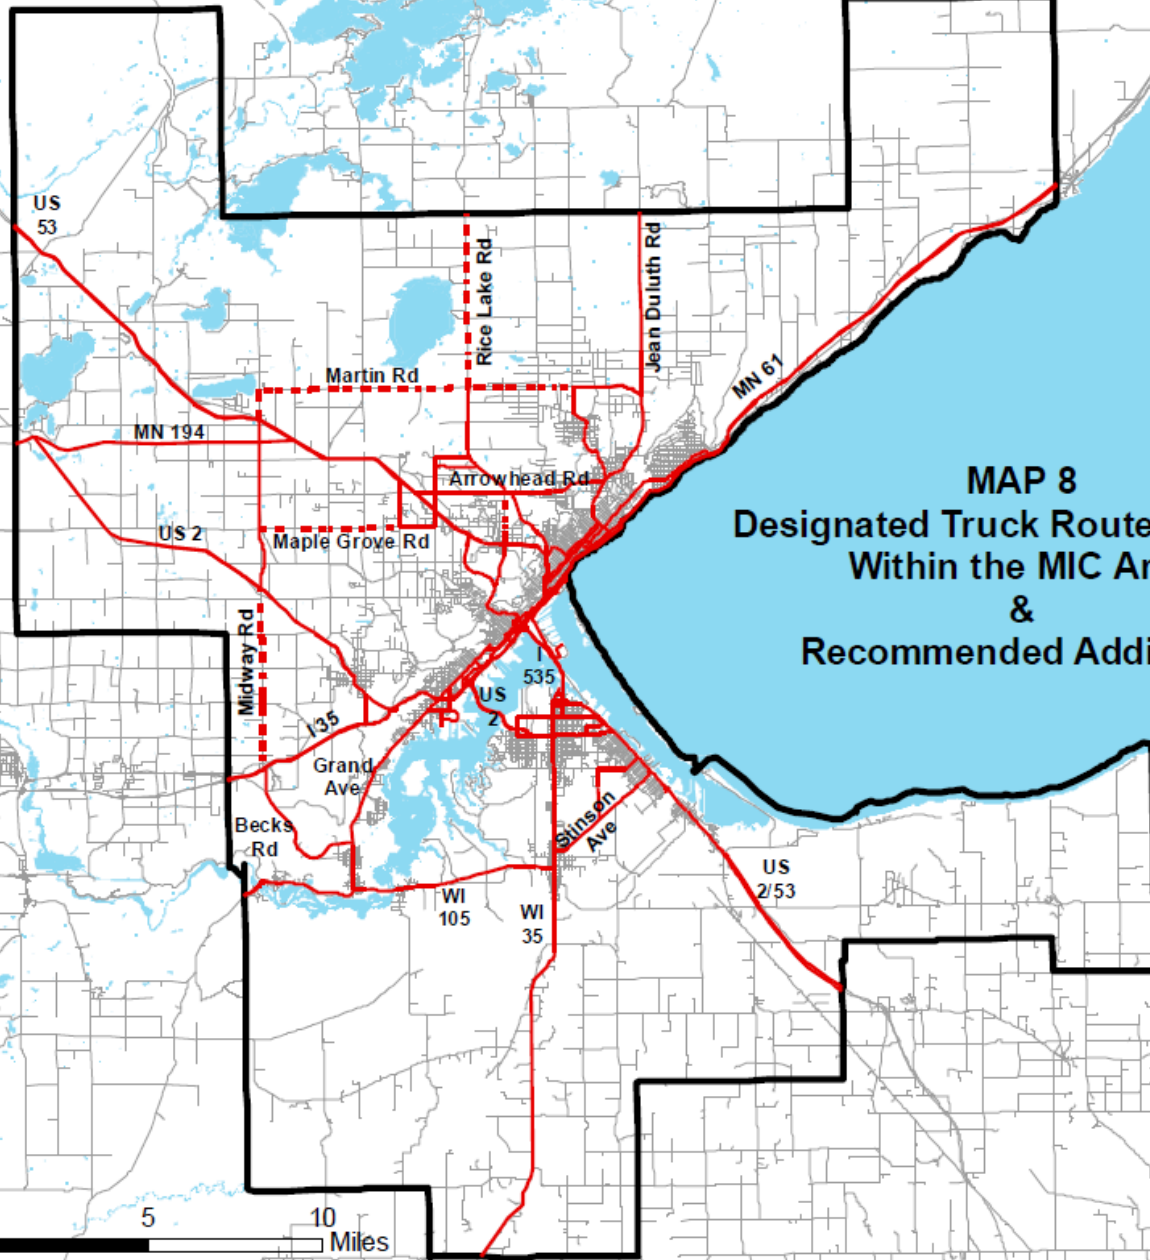 US
53
Rice Lake Rd
Jean Duluth Rd
Martin Rd
MN 61
MN 194
Arrowhead Rd
MAP 8
Designated Truck Route
Within the MIC Ar
&
Recommended Addi
US 2
Maple Grove Rd
Midway Rd
I
535
US
2
I 35
Grand
Ave
Becks
Rd
Stinson
Ave
US
2/53
WI
105
WI
35
5
10
Miles